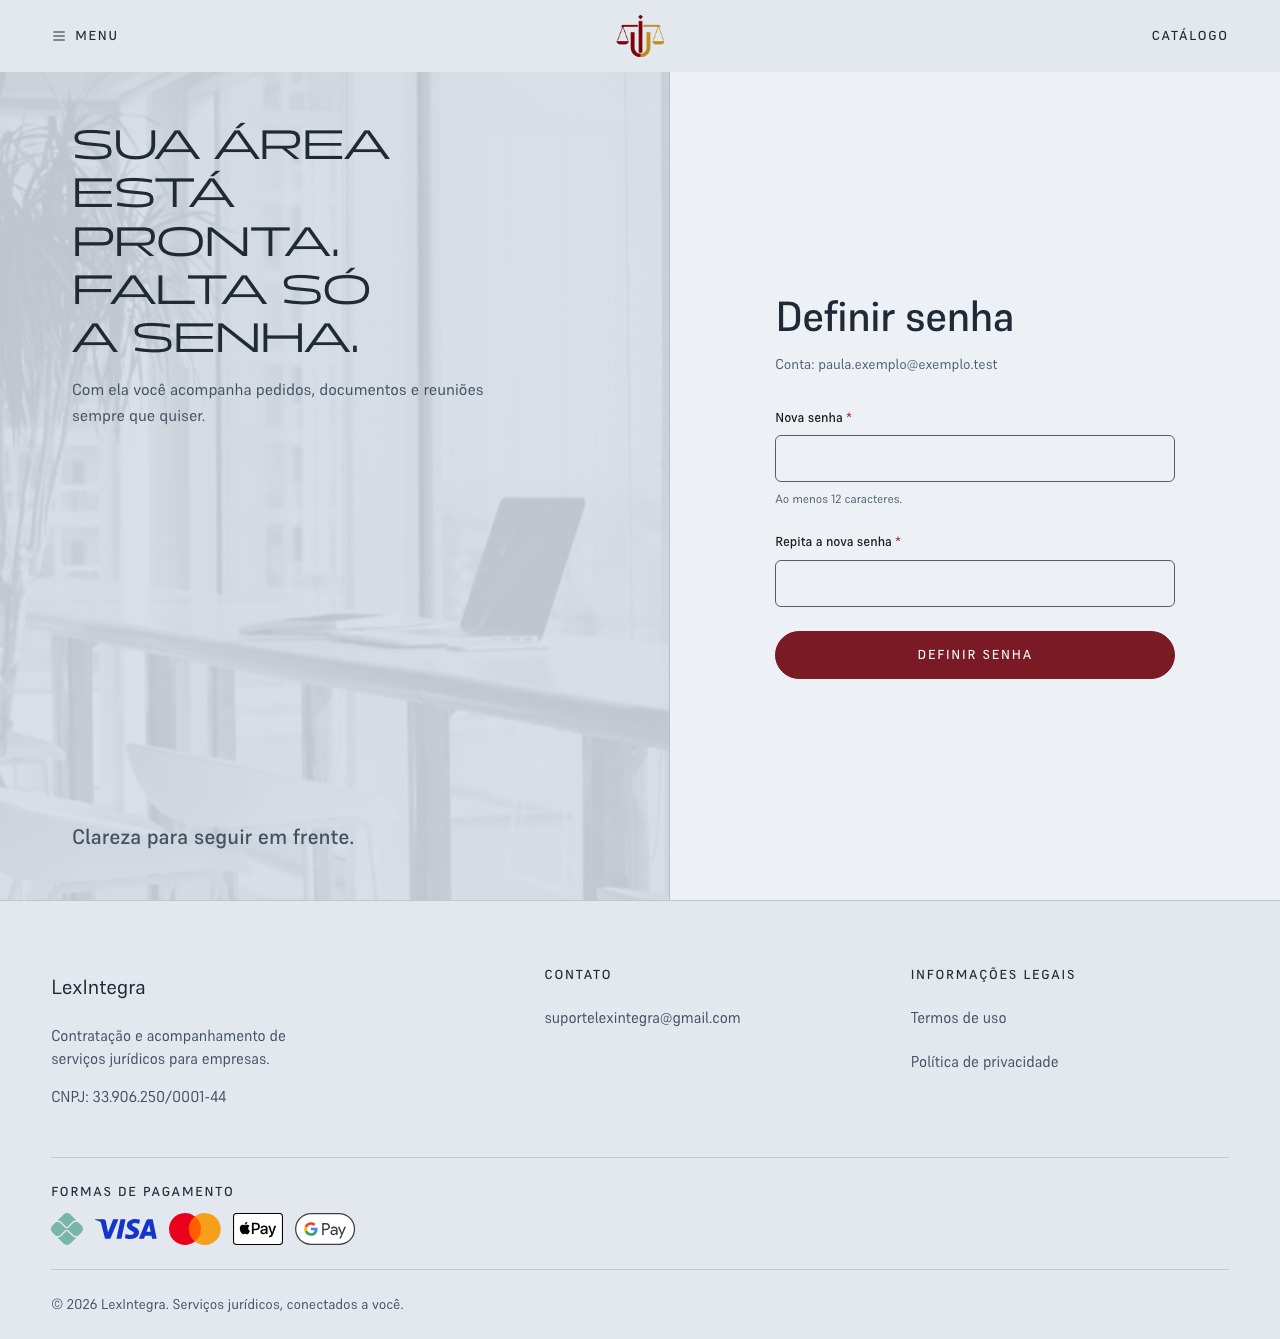 MENU
CATÁLOGO
SUA ÁREA
ESTÁ
PRONTA.
FALTA SÓ
A SENHA.
Com ela você acompanha pedidos, documentos e reuniões
sempre que quiser.
Clareza para seguir em frente.
Definir senha
Conta: paula.exemplo@exemplo.test
Nova senha *
Ao menos 12 caracteres.
Repita a nova senha *
DEFINIR SENHA
LexIntegra
Contratação e acompanhamento de
serviços jurídicos para empresas.
CNPJ: 33.906.250/0001-44
CONTATO
suportelexintegra@gmail.com
INFORMAÇÕES LEGAIS
Termos de uso
Política de privacidade
FORMAS DE PAGAMENTO
VISA
Pay
G Pay
© 2026 LexIntegra. Serviços jurídicos, conectados a você.